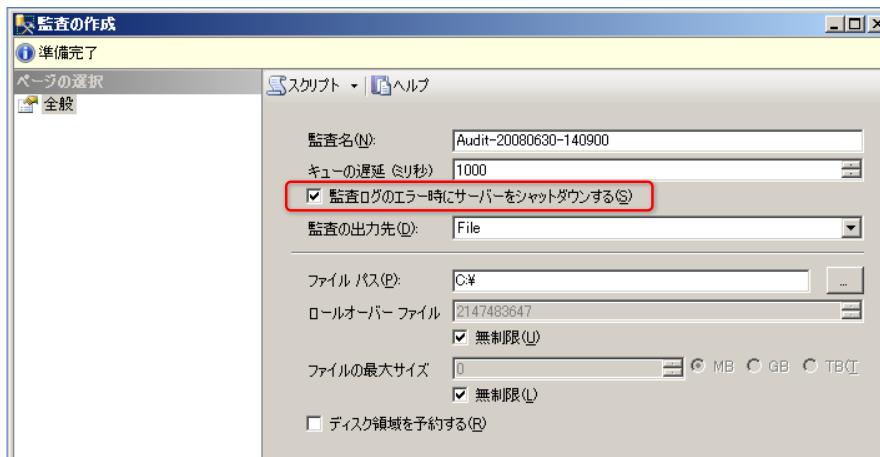 監査の作成
準備完了
ページの選択
全般
スクリプト ヘルプ
監査名(N): Audit-20080630-140900
キューの遅延 (ミリ秒) 1000
監査ログのエラー時にサーバーをシャットダウンする(S)
監査の出力先(D): File
ファイル パス(P): C:¥ ...
ロールオーバー ファイル 2147483647
無制限(U)
ファイルの最大サイズ 0 MB GB TB(T
無制限(L)
ディスク領域を予約する(R)